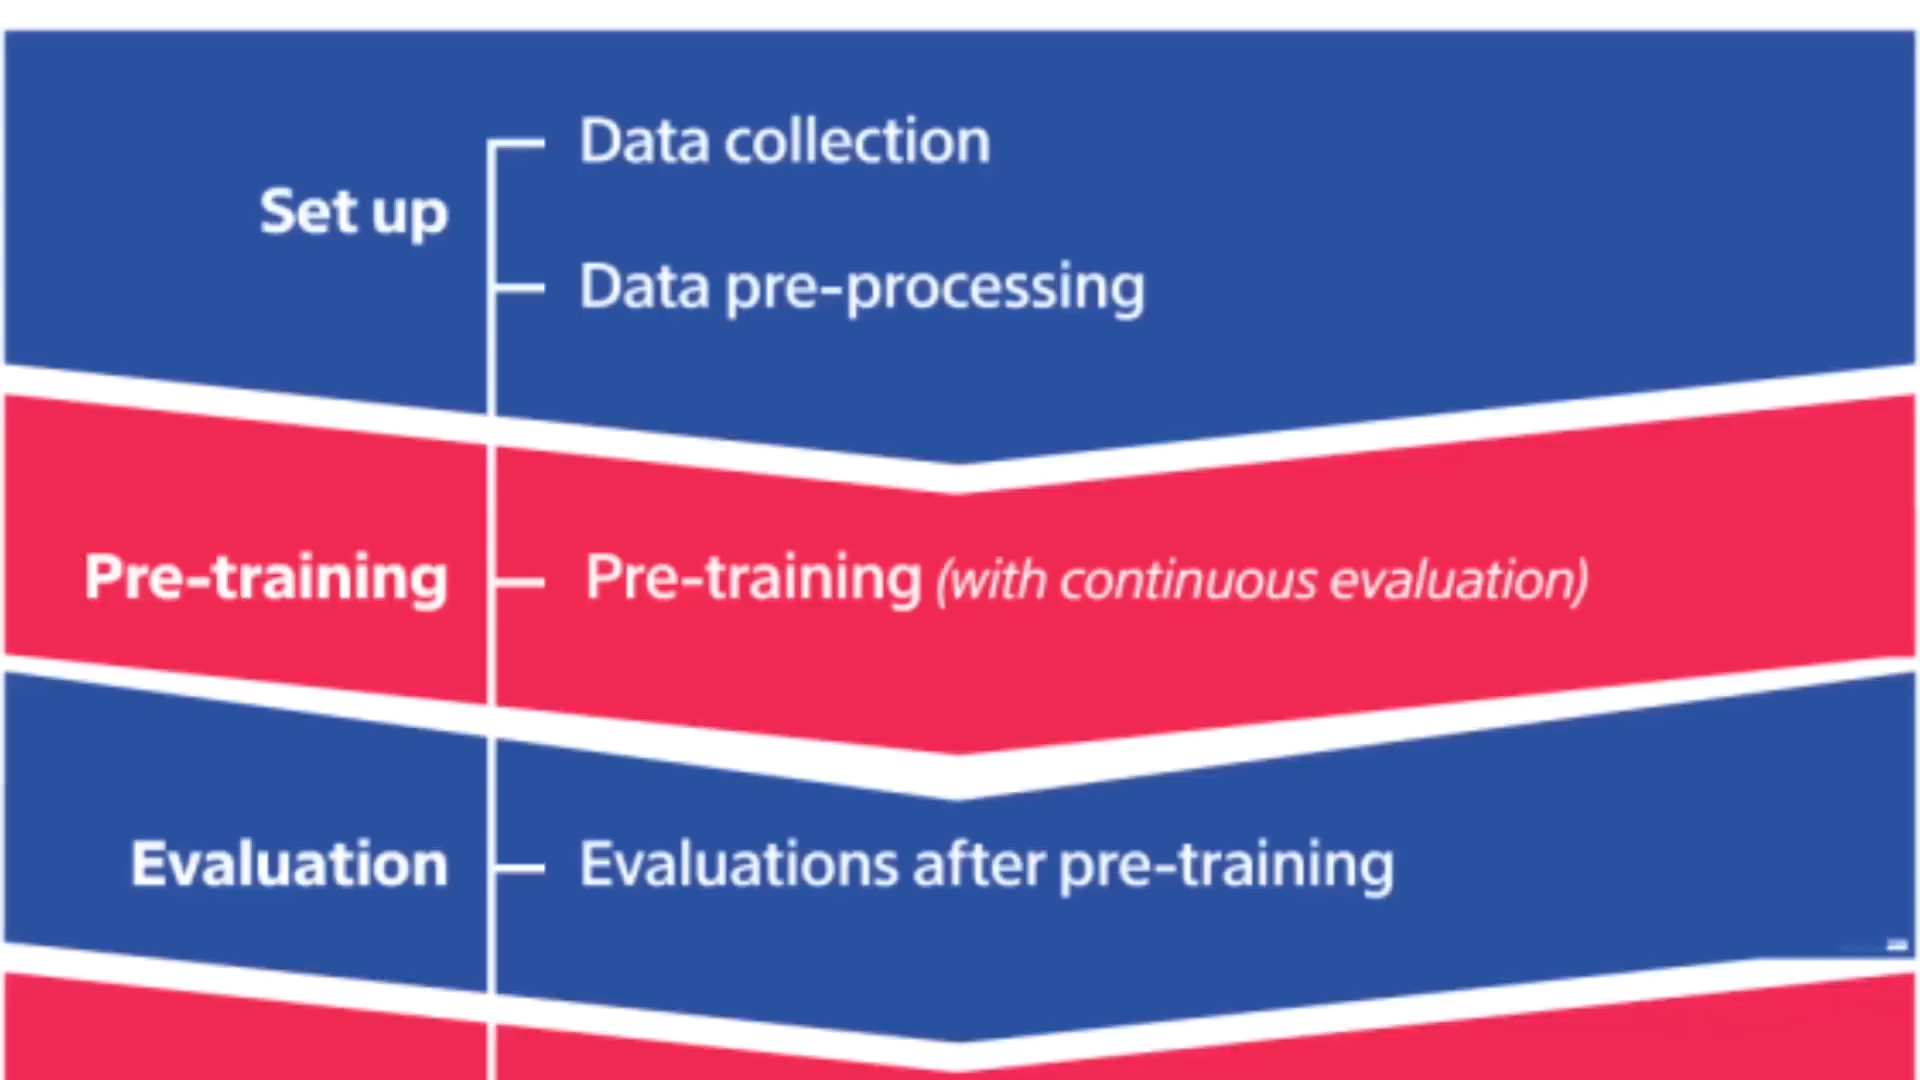 Set up
Data collection
Data pre-processing
Pre-training
Pre-training (with continuous evaluation)
Evaluation
Evaluations after pre-training